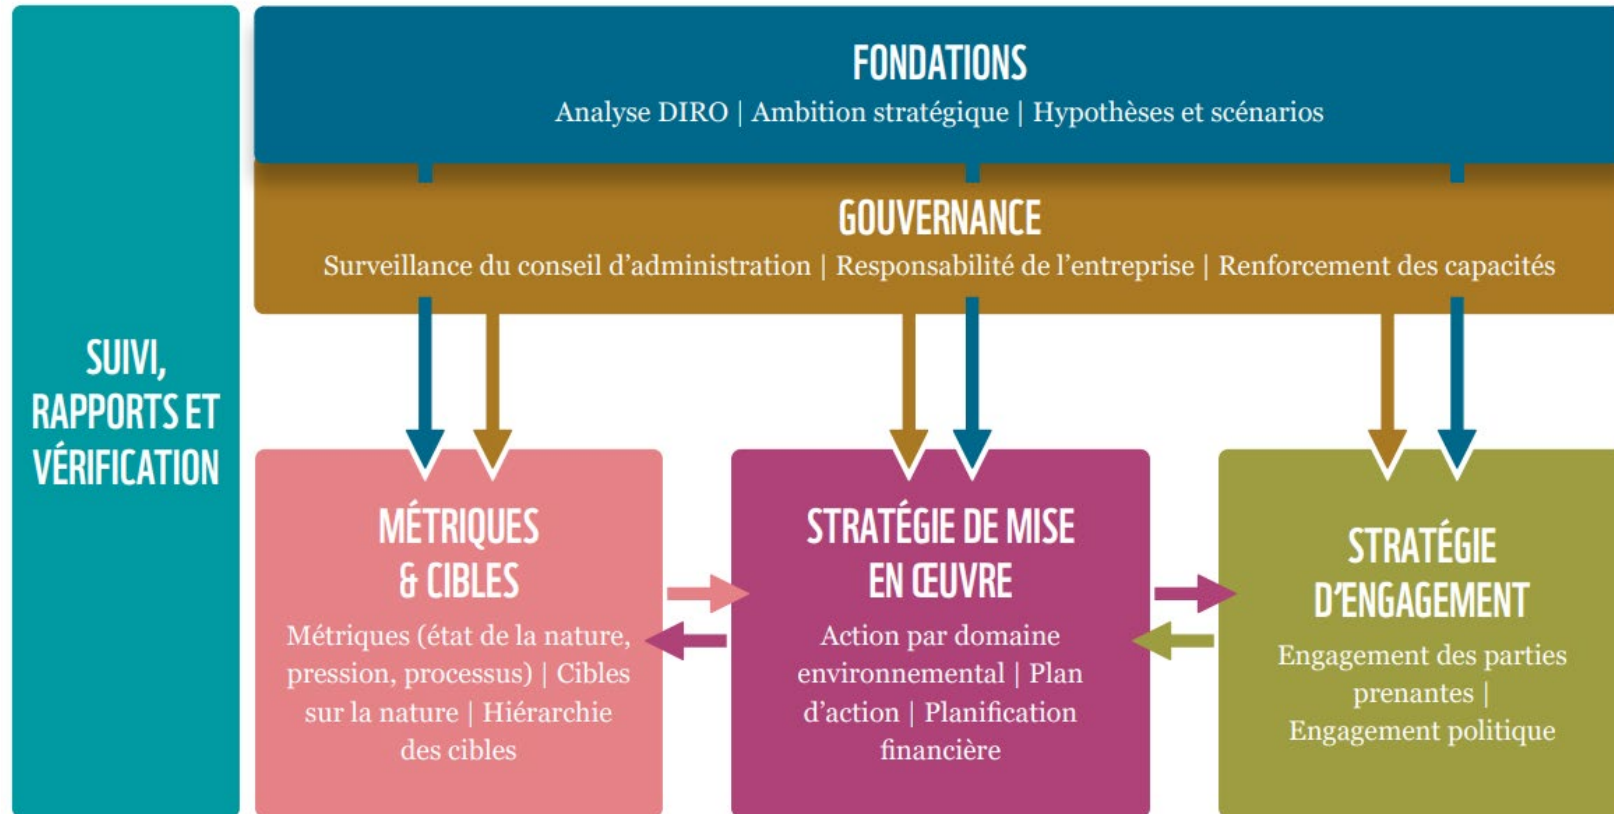 SUIVI,
RAPPORTS ET
VÉRIFICATION
FONDATIONS
Analyse DIRO | Ambition stratégique | Hypothèses et scénarios
GOUVERNANCE
Surveillance du conseil d’administration | Responsabilité de l’entreprise | Renforcement des capacités
MÉTRIQUES
& CIBLES
Métriques (état de la nature,
pression, processus) | Cibles
sur la nature | Hiérarchie
des cibles
STRATÉGIE DE MISE
EN ŒUVRE
Action par domaine
environnemental | Plan
d’action | Planification
financière
STRATÉGIE
D’ENGAGEMENT
Engagement des parties
prenantes |
Engagement politique